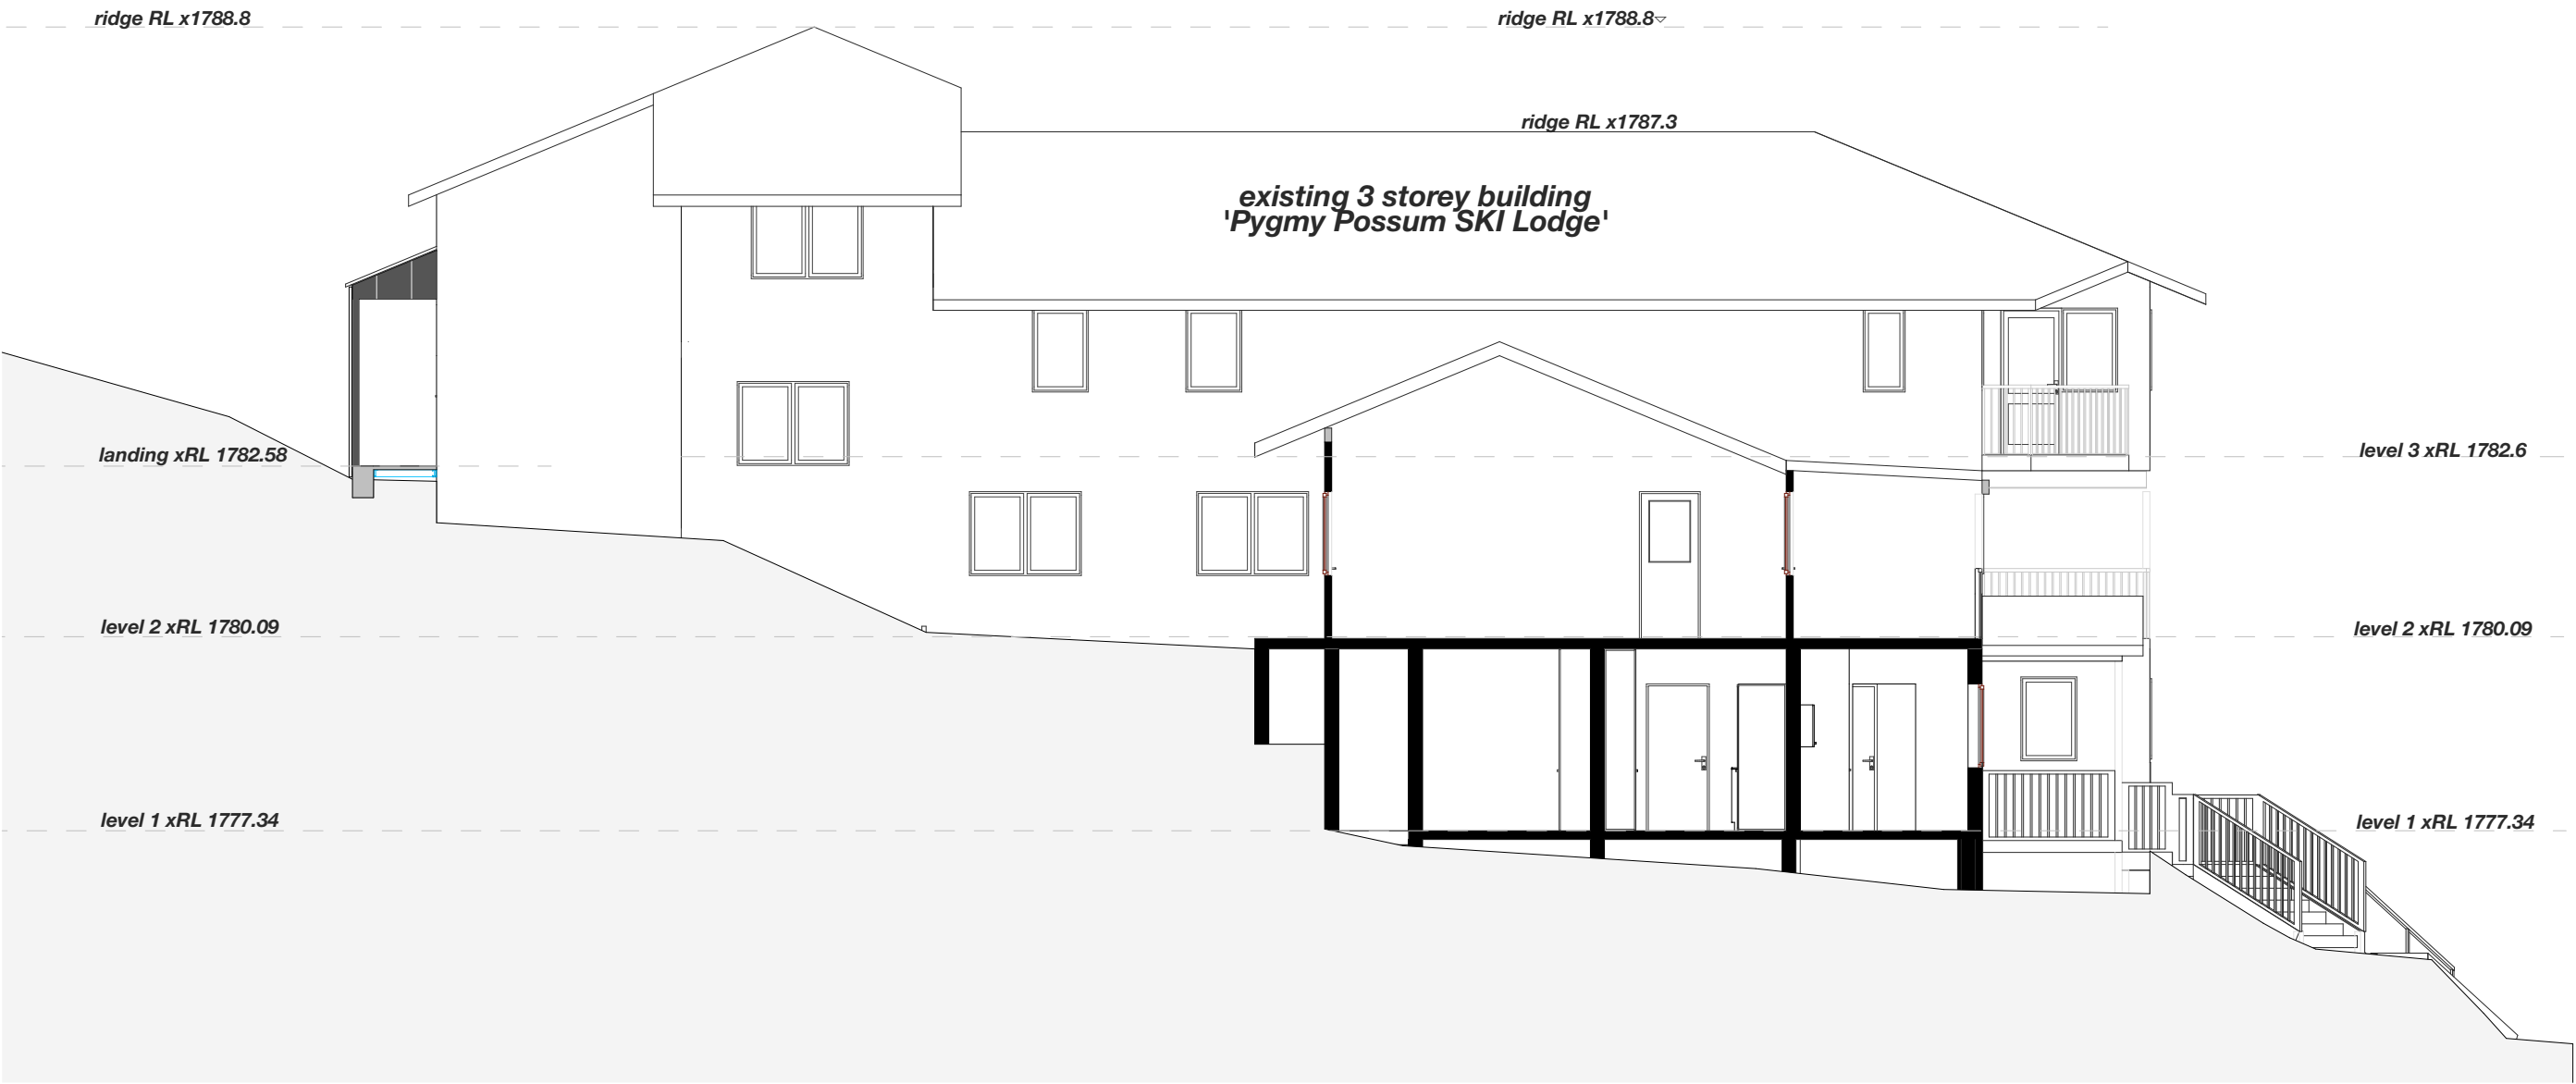 ridge RL x1788.8
ridge RL x1788.8
ridge RL x1787.3
existing 3 storey building
'Pygmy Possum SKI Lodge'
landing xRL 1782.58
level 3 xRL 1782.6
level 2 xRL 1780.09
level 2 xRL 1780.09
level 1 xRL 1777.34
level 1 xRL 1777.34